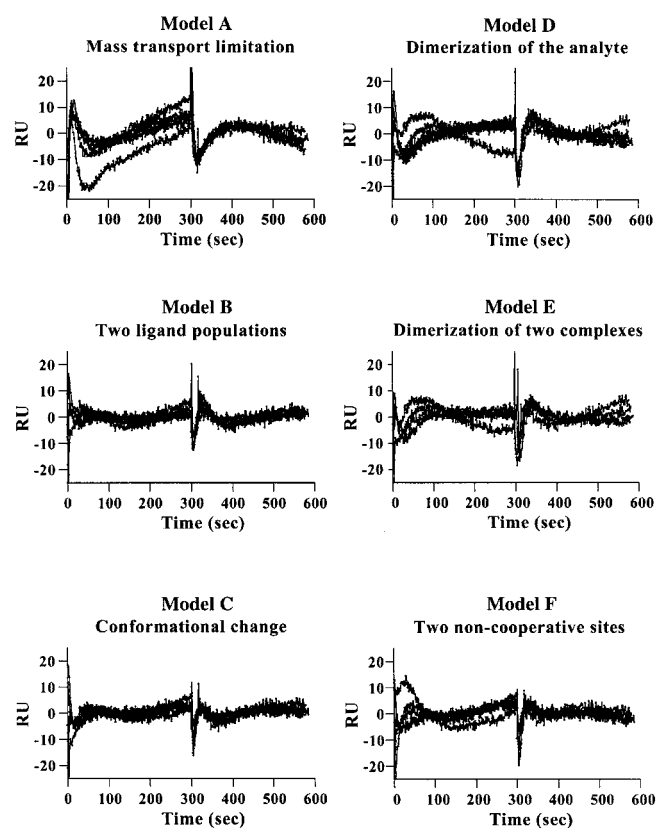 Model A
Mass transport limitation
20
10
0
-10
-20
RU
0 100 200 300 400 500 600
Time (sec)
Model D
Dimerization of the analyte
20
10
0
-10
-20
RU
0 100 200 300 400 500 600
Time (sec)
Model B
Two ligand populations
20
10
0
-10
-20
RU
0 100 200 300 400 500 600
Time (sec)
Model E
Dimerization of two complexes
20
10
0
-10
-20
RU
0 100 200 300 400 500 600
Time (sec)
Model C
Conformational change
20
10
0
-10
-20
RU
0 100 200 300 400 500 600
Time (sec)
Model F
Two non-cooperative sites
20
10
0
-10
-20
RU
0 100 200 300 400 500 600
Time (sec)